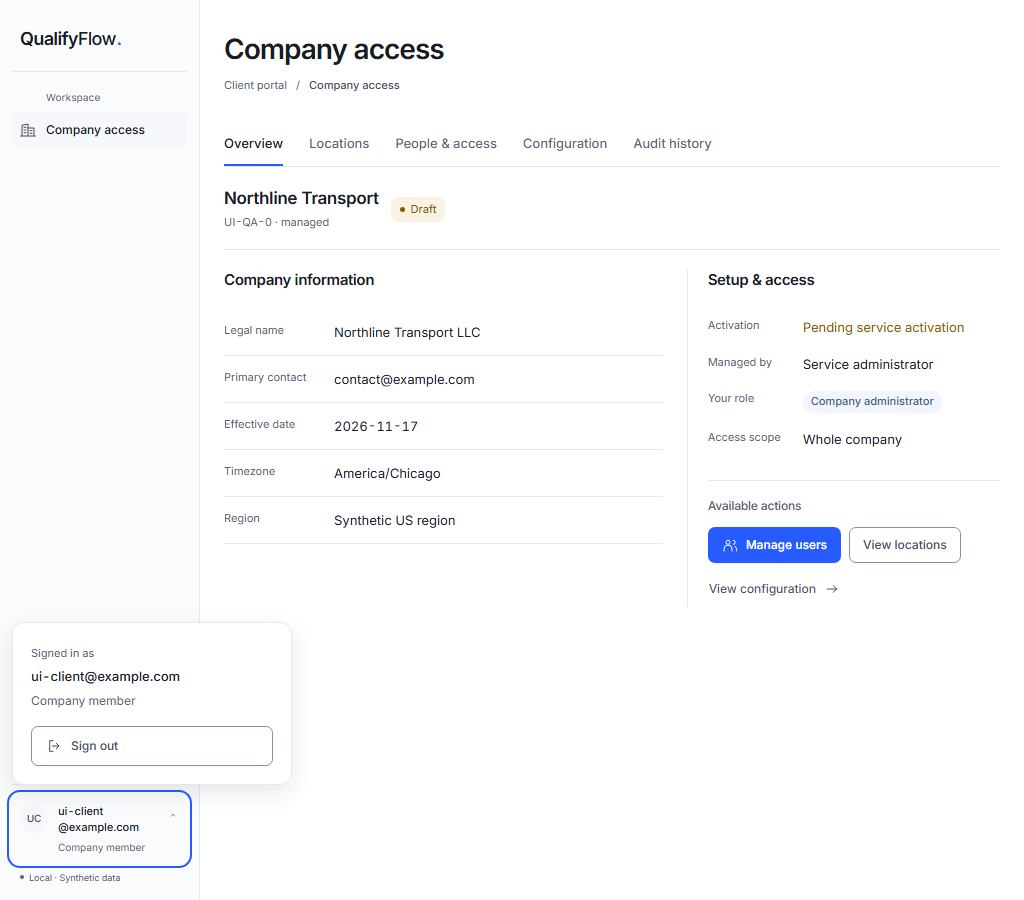 QualifyFlow.
Workspace
Company access
Company access
Client portal / Company access
Overview Locations People & access Configuration Audit history
Northline Transport
UI-QA-0 · managed
Draft
Company information
Legal name Northline Transport LLC
Primary contact contact@example.com
Effective date 2026-11-17
Timezone America/Chicago
Region Synthetic US region
Setup & access
Activation Pending service activation
Managed by Service administrator
Your role Company administrator
Access scope Whole company
Available actions
Manage users View locations
View configuration →
Signed in as
ui-client@example.com
Company member
Sign out
UC
ui-client
@example.com
Company member
Local · Synthetic data